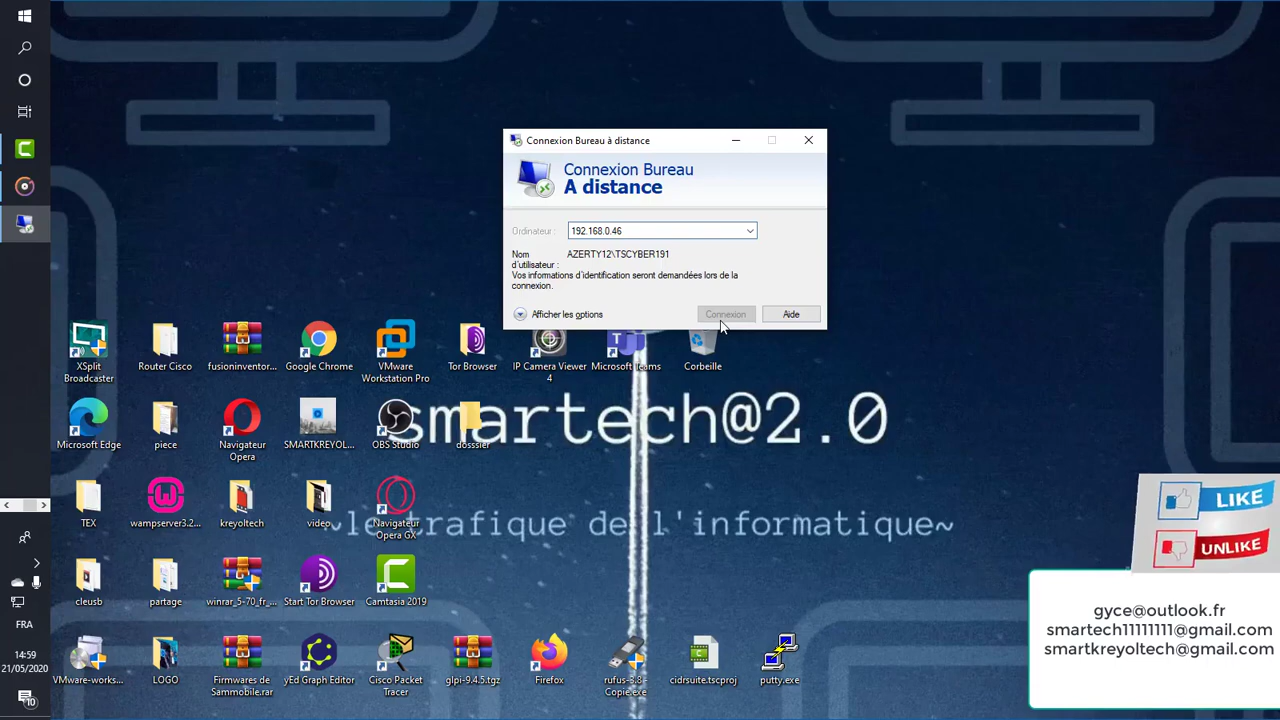 Connexion Bureau à distance
Connexion Bureau
A distance
Ordinateur :
192.168.0.46
Nom
d'utilisateur :
AZERTY12\TSCYBER191
Vos informations d'identification seront demandées lors de la
connexion.
Afficher les options
Connexion
Aide
XSplit
Broadcaster
Router Cisco
fusioninventor...
Google Chrome
VMware
Workstation Pro
Tor Browser
IP Camera Viewer
4
Microsoft Teams
Corbeille
smartech@2.0
Microsoft Edge
piece
Navigateur
Opera
SMARTKREYOL...
OBS Studio
dosssier
TEX
wampserver3.2...
kreyoltech
video
Navigateur
Opera GX
~le trafique de l'informatique~
LIKE
UNLIKE
cleusb
partage
winrar_5-70_fr_...
Start Tor Browser
Camtasia 2019
gyce@outlook.fr
smartech11111111@gmail.com
smartkreyoltech@gmail.com
FRA
14:59
21/05/2020
10
VMware-works...
LOGO
Firmwares de
Sammobile.rar
yEd Graph Editor
Cisco Packet
Tracer
glpi-9.4.5.tgz
Firefox
rufus-3.8 -
Copie.exe
cidrsuite.tscproj
putty.exe